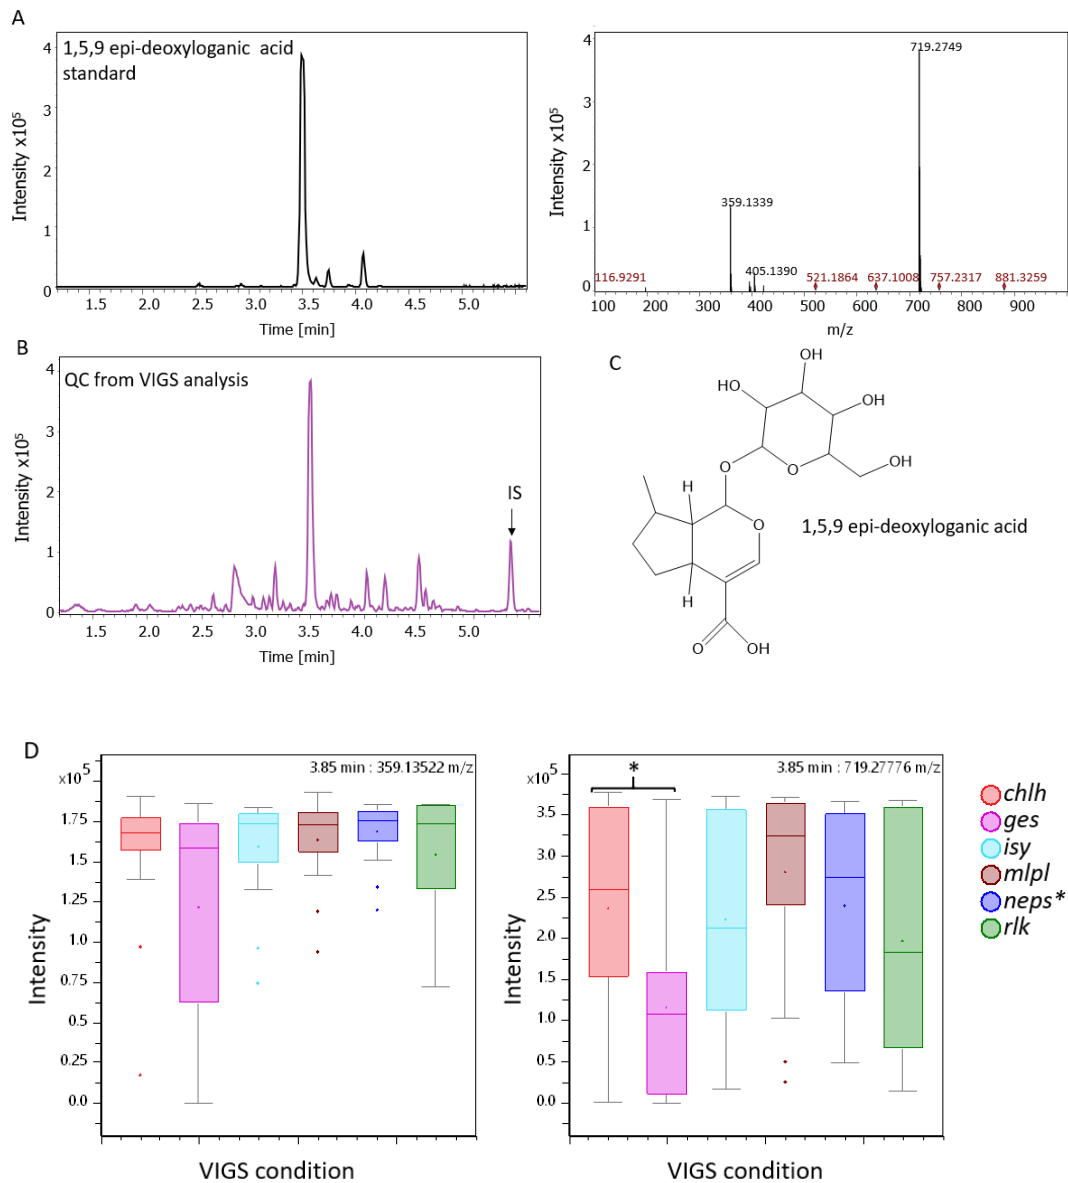 A
1,5,9 epi-deoxyloganic acid
standard
Intensity x10⁵
4
3
2
1
0
1.5 2.0 2.5 3.0 3.5 4.0 4.5 5.0
Time [min]
Intensity x10⁵
4
3
2
1
0
719.2749
359.1339
405.1390
116.9291 521.1864 637.1008 757.2317 881.3259
100 200 300 400 500 600 700 800 900
m/z
B
QC from VIGS analysis
IS
Intensity x10⁵
4
3
2
1
0
1.5 2.0 2.5 3.0 3.5 4.0 4.5 5.0
Time [min]
C
OH
HO
OH
OH
O
O
H
O
H
O
OH
1,5,9 epi-deoxyloganic acid
D
x10⁵
3.85 min : 359.13522 m/z
1.75
1.5
1.25
1.0
0.75
0.5
0.25
0.0
Intensity
VIGS condition
x10⁵
3.85 min : 719.27776 m/z
*
3.5
3.0
2.5
2.0
1.5
1.0
0.5
0.0
Intensity
VIGS condition
chlh
ges
isy
mlpl
neps*
rlk